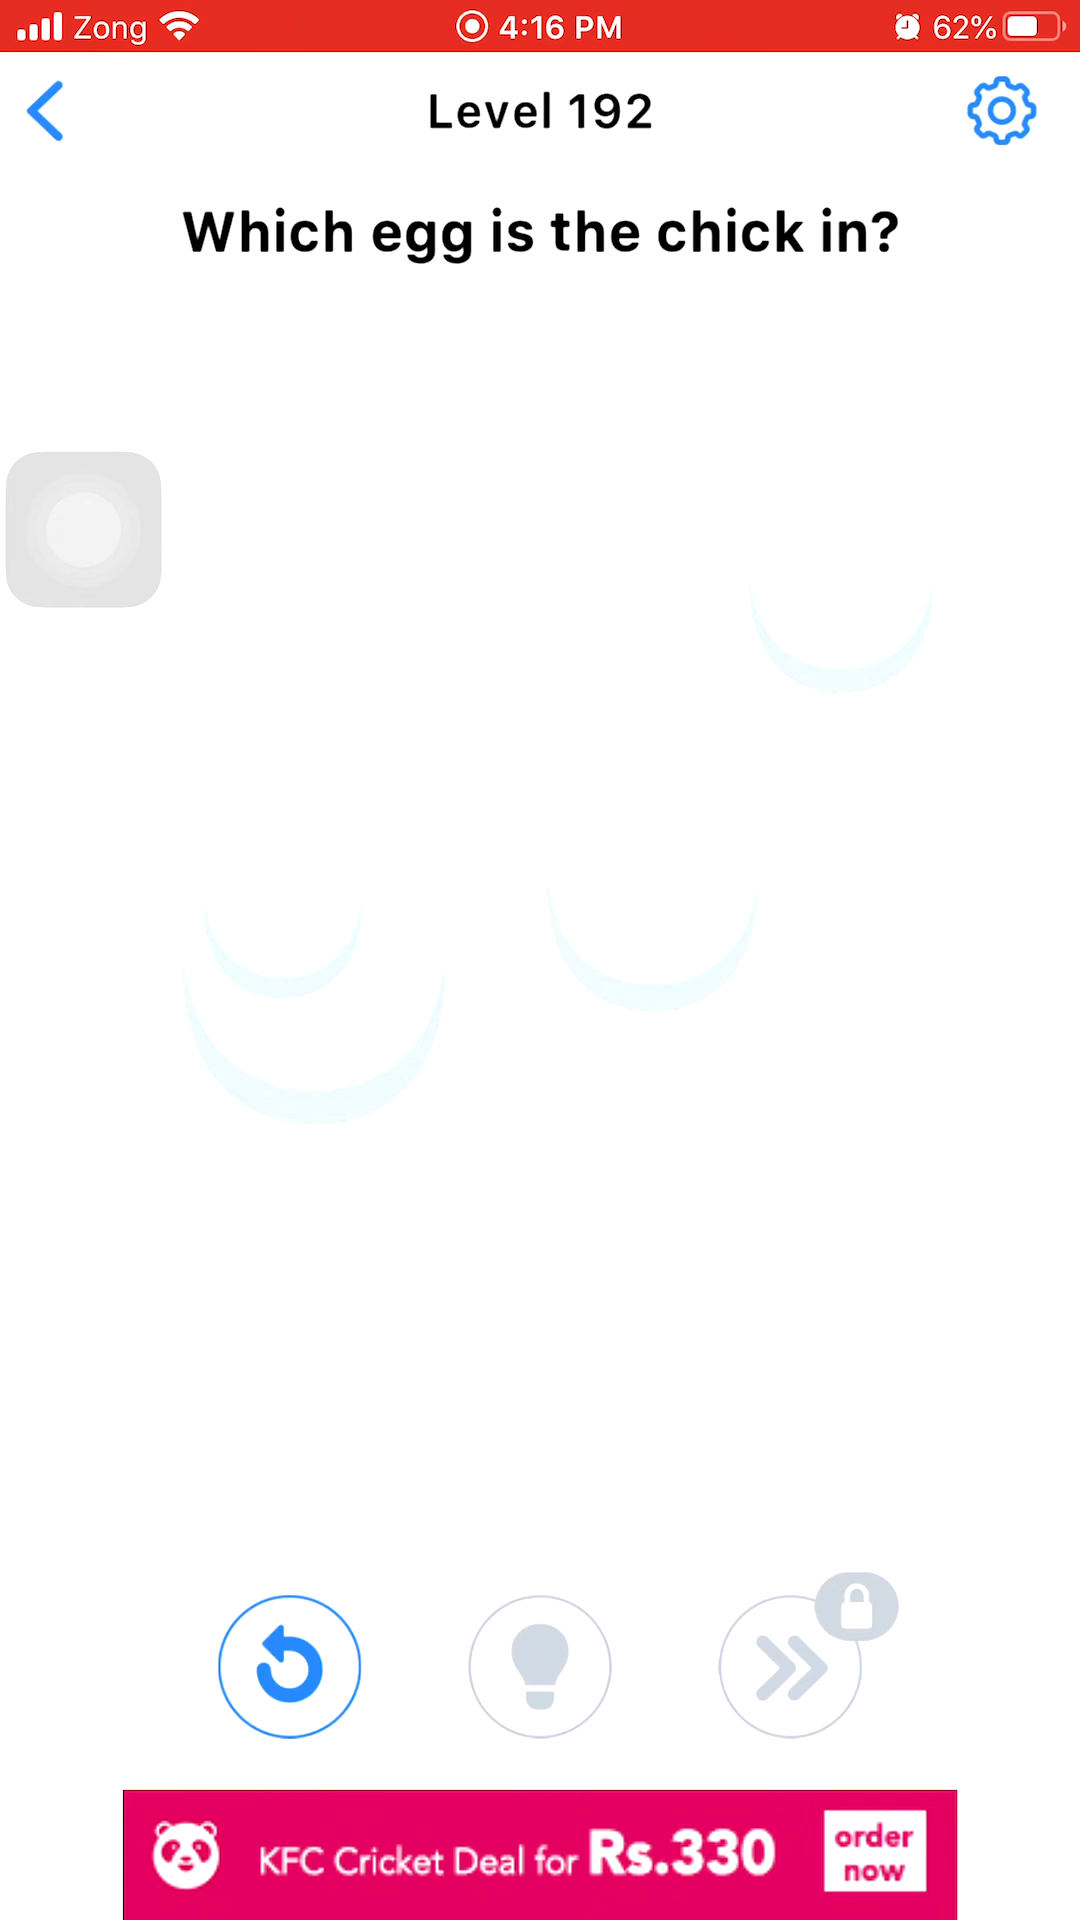 Zong 4:16 PM 62%
Level 192
Which egg is the chick in?
KFC Cricket Deal for Rs.330
order
now